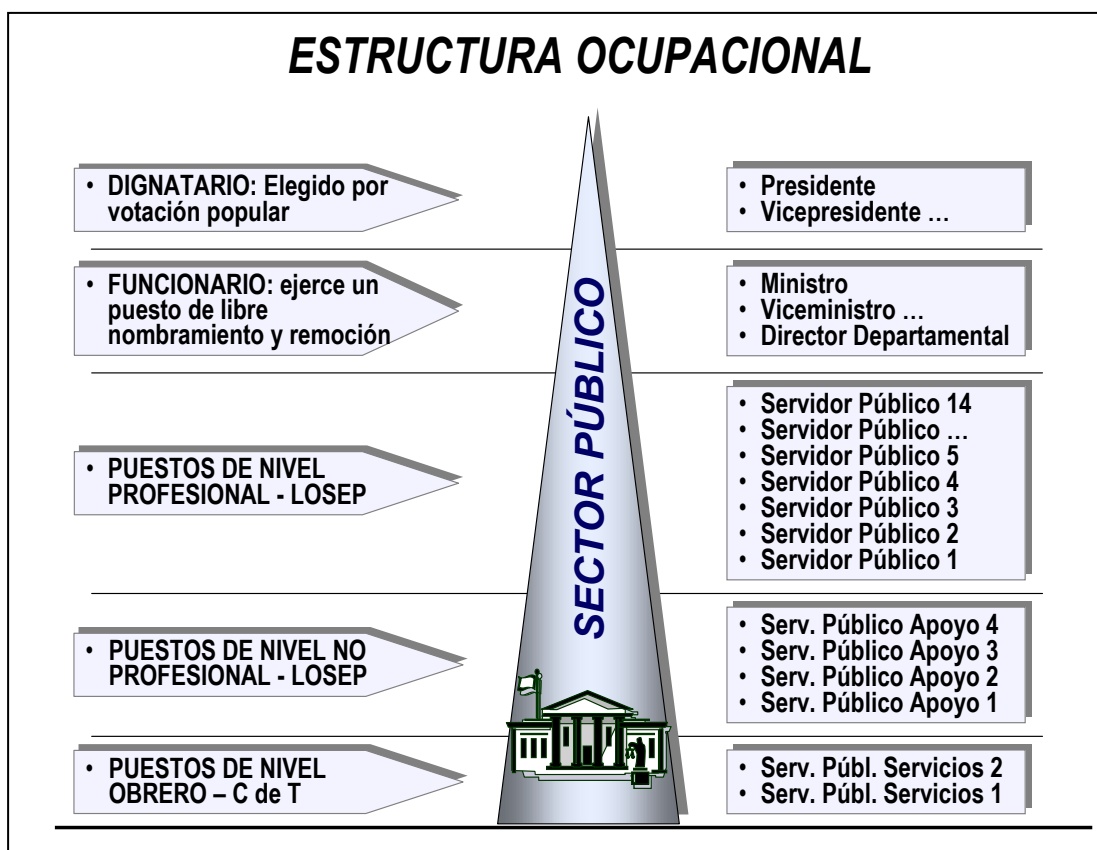 ESTRUCTURA OCUPACIONAL
• DIGNATARIO: Elegido por
votación popular
• Presidente
• Vicepresidente …
• FUNCIONARIO: ejerce un
puesto de libre
nombramiento y remoción
• Ministro
• Viceministro …
• Director Departamental
SECTOR PÚBLICO
• PUESTOS DE NIVEL
PROFESIONAL - LOSEP
• Servidor Público 14
• Servidor Público …
• Servidor Público 5
• Servidor Público 4
• Servidor Público 3
• Servidor Público 2
• Servidor Público 1
• PUESTOS DE NIVEL NO
PROFESIONAL - LOSEP
• Serv. Público Apoyo 4
• Serv. Público Apoyo 3
• Serv. Público Apoyo 2
• Serv. Público Apoyo 1
• PUESTOS DE NIVEL
OBRERO – C de T
• Serv. Públ. Servicios 2
• Serv. Públ. Servicios 1